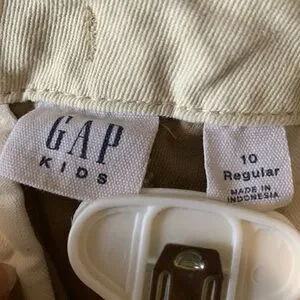 GAP
KIDS
10
Regular
MADE IN
INDONESIA